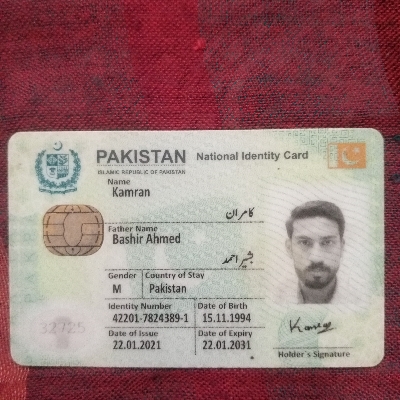 PAKISTAN National Identity Card
ISLAMIC REPUBLIC OF PAKISTAN
Name
Kamran
کامران
Father Name
Bashir Ahmed
بشیر احمد
Gender Country of Stay
M Pakistan
Identity Number Date of Birth
42201-7824389-1 15.11.1994
32725
Date of Issue Date of Expiry
22.01.2021 22.01.2031
Holder's Signature